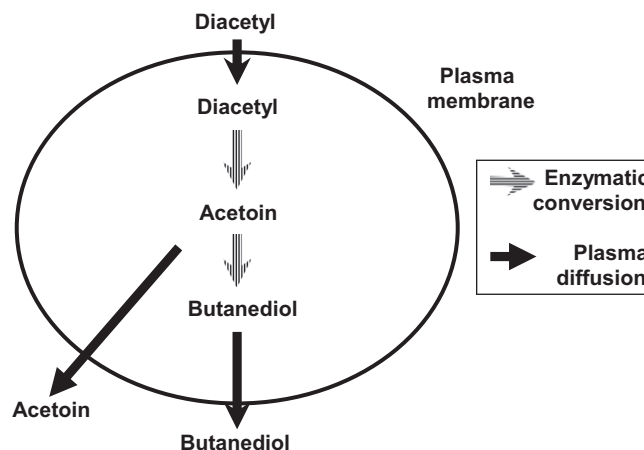 Diacetyl
Plasma
membrane
Diacetyl
Acetoin
Butanediol
Acetoin
Butanediol
Enzymatic
conversion
Plasma
diffusion